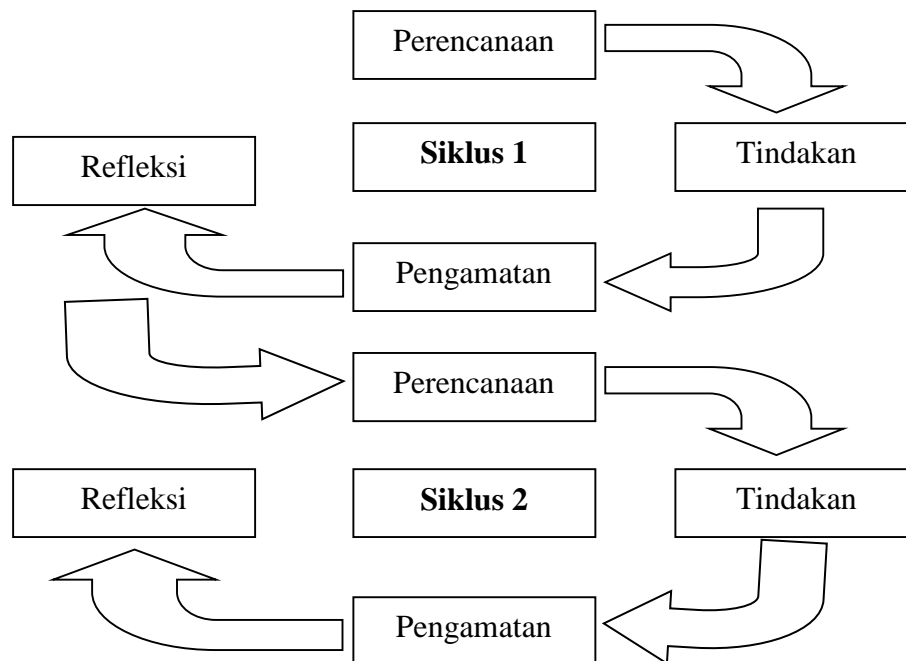 Perencanaan
Refleksi
Siklus 1
Tindakan
Pengamatan
Perencanaan
Refleksi
Siklus 2
Tindakan
Pengamatan